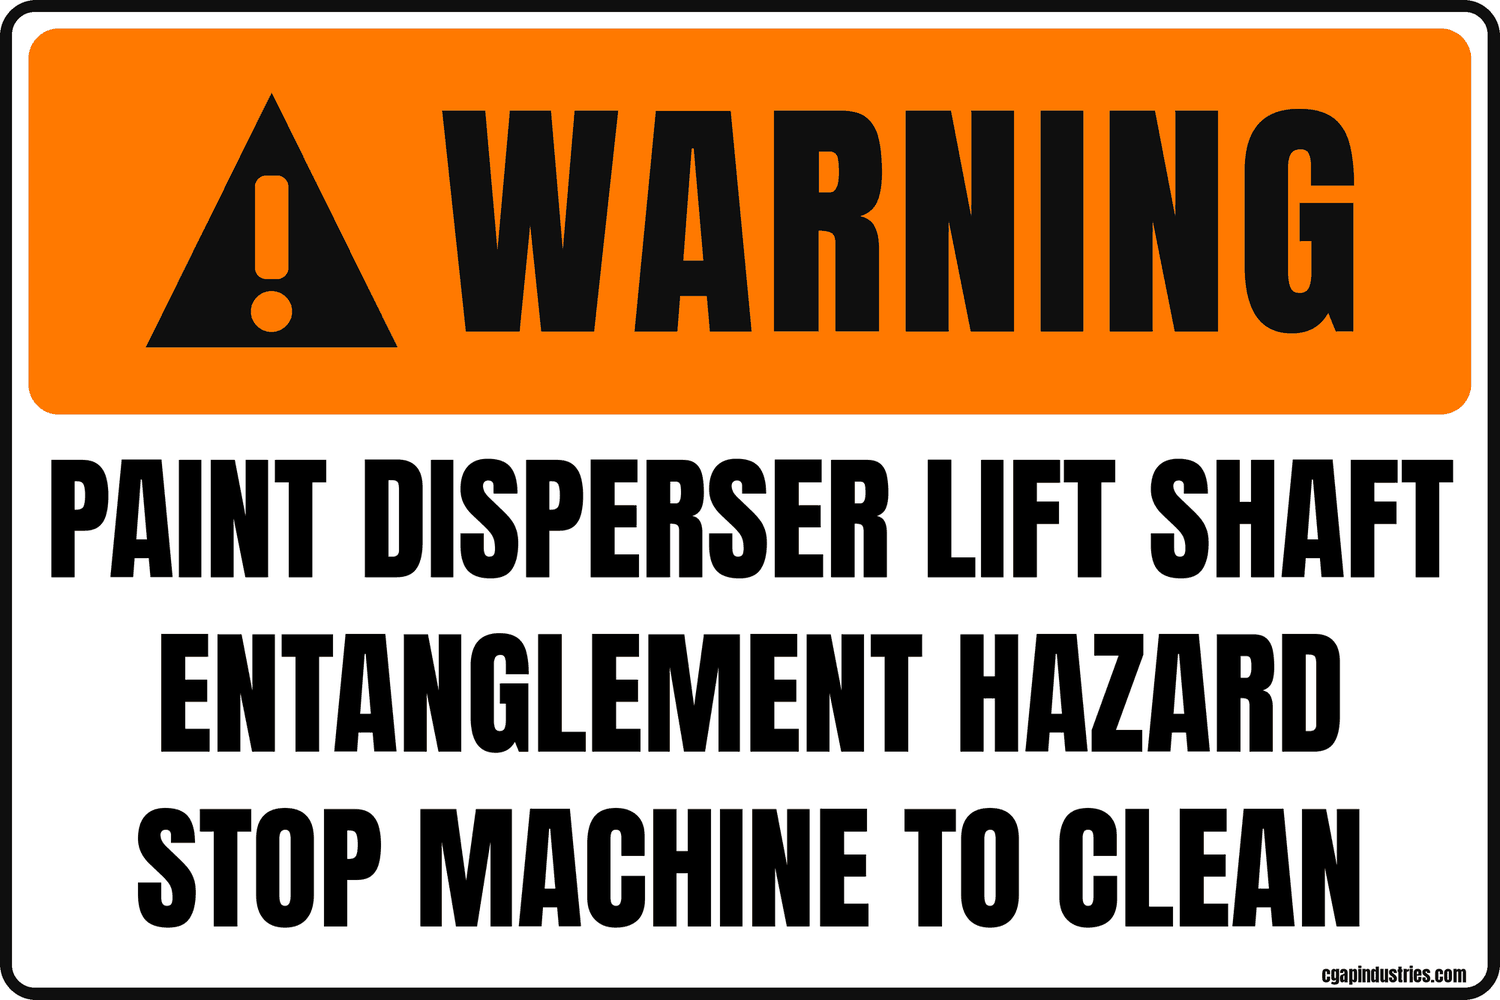 WARNING
PAINT DISPERSER LIFT SHAFT
ENTANGLEMENT HAZARD
STOP MACHINE TO CLEAN
cgapindustries.com